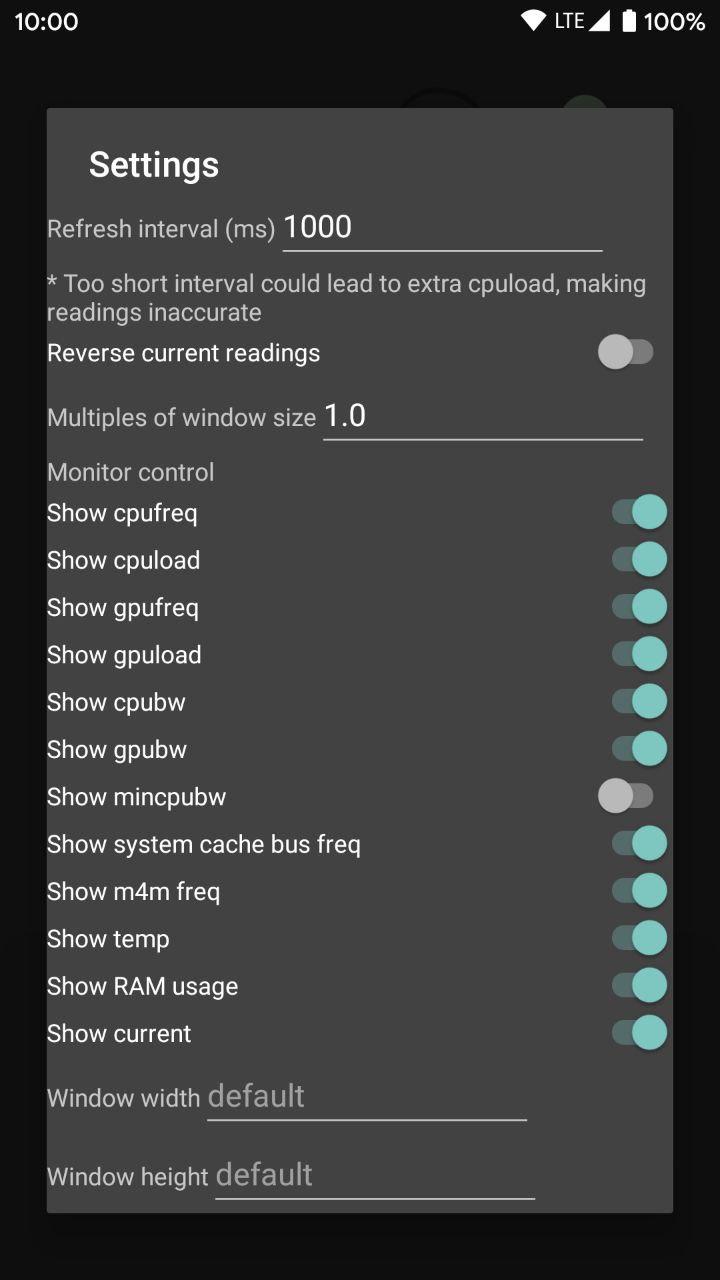 10:00 LTE 100%
Settings
Refresh interval (ms) 1000
* Too short interval could lead to extra cpuload, making
readings inaccurate
Reverse current readings
Multiples of window size 1.0
Monitor control
Show cpufreq
Show cpuload
Show gpufreq
Show gpuload
Show cpubw
Show gpubw
Show mincpubw
Show system cache bus freq
Show m4m freq
Show temp
Show RAM usage
Show current
Window width default
Window height default